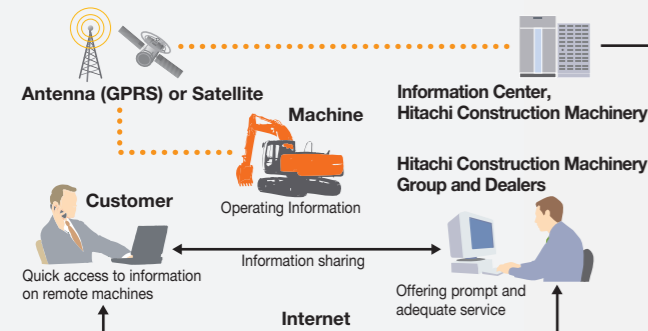 Antenna (GPRS) or Satellite
Information Center,
Hitachi Construction Machinery
Machine
Operating Information
Hitachi Construction Machinery
Group and Dealers
Customer
Quick access to information
on remote machines
Information sharing
Offering prompt and
adequate service
Internet